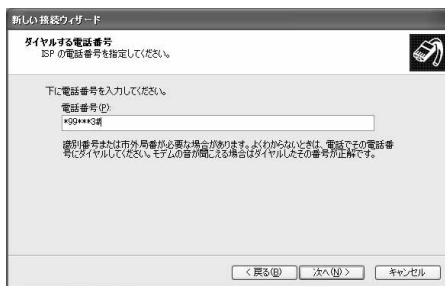 新しい接続ウィザード
ダイヤルする電話番号
ISP の電話番号を指定してください。
下に電話番号を入力してください。
電話番号(P):
*99***3#
識別番号または市外局番が必要な場合があります。よくわからないときは、電話でその電話番
号にダイヤルしてください。モデムの音が聞こえる場合はダイヤルしたその番号が正解です。
< 戻る(B)
次へ(N) >
キャンセル